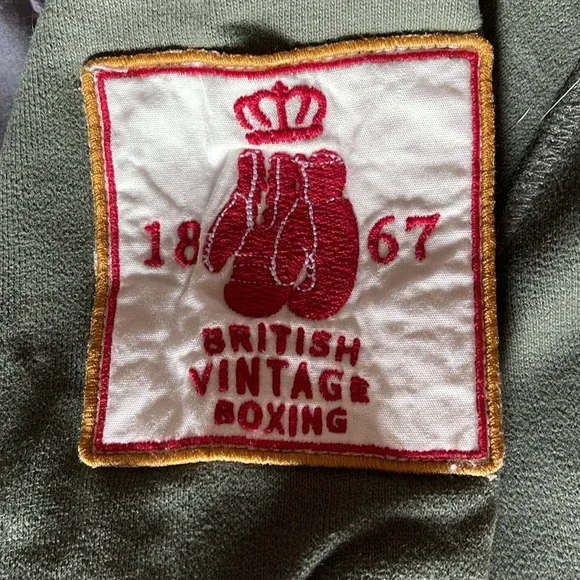 18 67
BRITISH
VINTAGE
BOXING